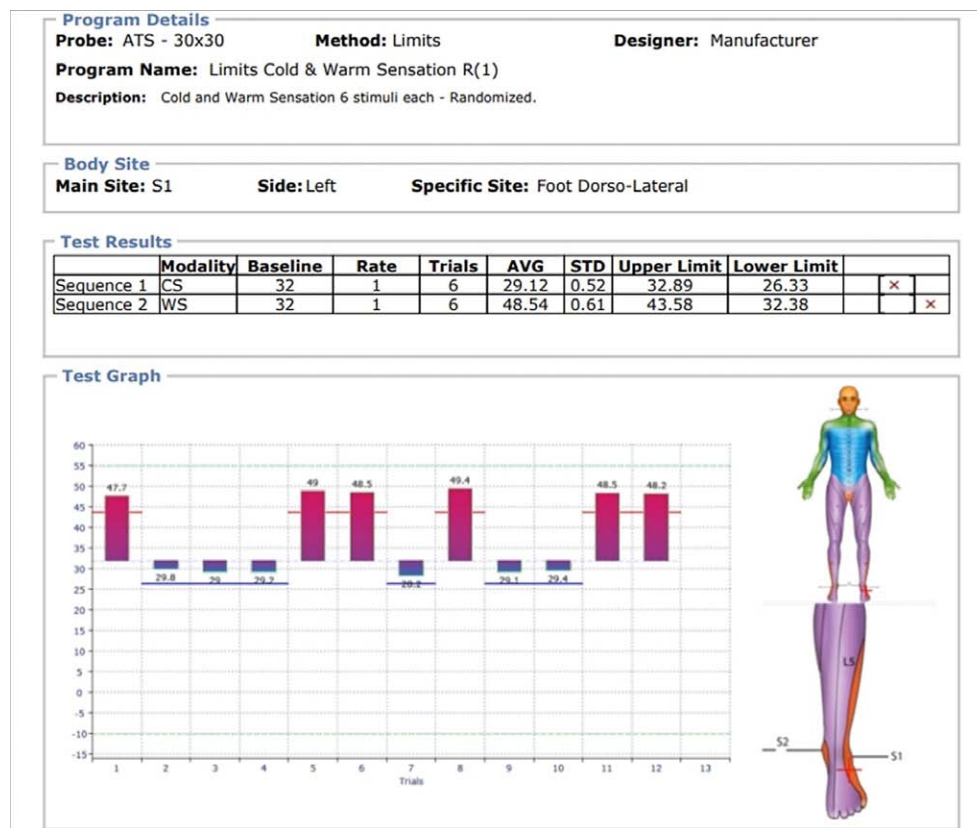 Program Details
Probe: ATS - 30x30 Method: Limits Designer: Manufacturer
Program Name: Limits Cold & Warm Sensation R(1)
Description: Cold and Warm Sensation 6 stimuli each - Randomized.
Body Site
Main Site: S1 Side: Left Specific Site: Foot Dorso-Lateral
Test Results
Modality Baseline Rate Trials AVG STD Upper Limit Lower Limit
Sequence 1 CS 32 1 6 29.12 0.52 32.89 26.33 [ × ]
Sequence 2 WS 32 1 6 48.54 0.61 43.58 32.38 [ ] ×
Test Graph
60
55
50
45
40
35
30
25
20
15
10
5
0
-5
-10
-15
47.7
29.8
29
29.2
49
48.5
28.2
49.4
29.1
29.4
48.5
48.2
1 2 3 4 5 6 7 8 9 10 11 12 13
Trials
L5
S2
S1